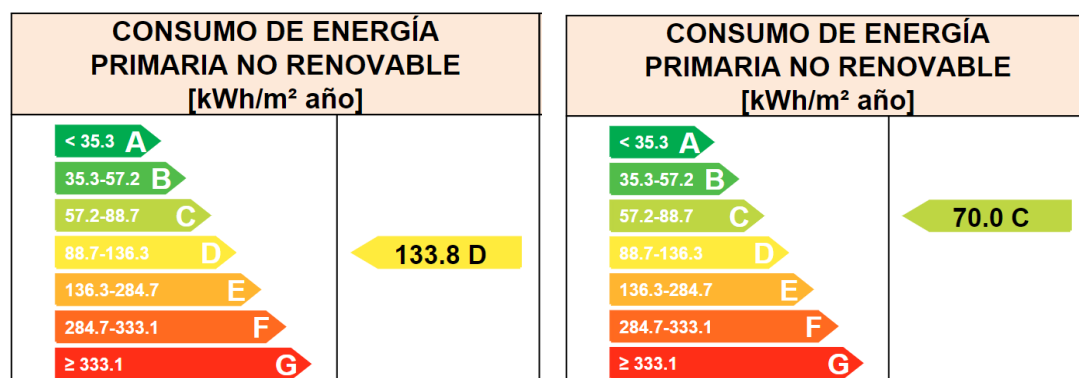 CONSUMO DE ENERGÍA
PRIMARIA NO RENOVABLE
[kWh/m² año]
< 35.3 A
35.3-57.2 B
57.2-88.7 C
88.7-136.3 D
133.8 D
136.3-284.7 E
284.7-333.1 F
≥ 333.1 G
CONSUMO DE ENERGÍA
PRIMARIA NO RENOVABLE
[kWh/m² año]
< 35.3 A
35.3-57.2 B
57.2-88.7 C
70.0 C
88.7-136.3 D
136.3-284.7 E
284.7-333.1 F
≥ 333.1 G